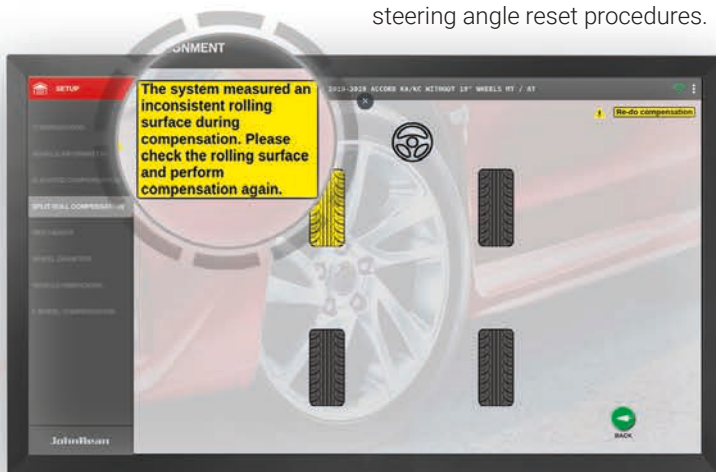 steering angle reset procedures.
ALIGNMENT
SETUP
2018-2019 ACCORD KA/KC WITHOUT 19" WHEELS MT / AT
The system measured an
inconsistent rolling
surface during
compensation. Please
check the rolling surface
and perform
compensation again.
Re-do compensation
SPLIT ROLL COMPENSATION
BACK
JohnBean